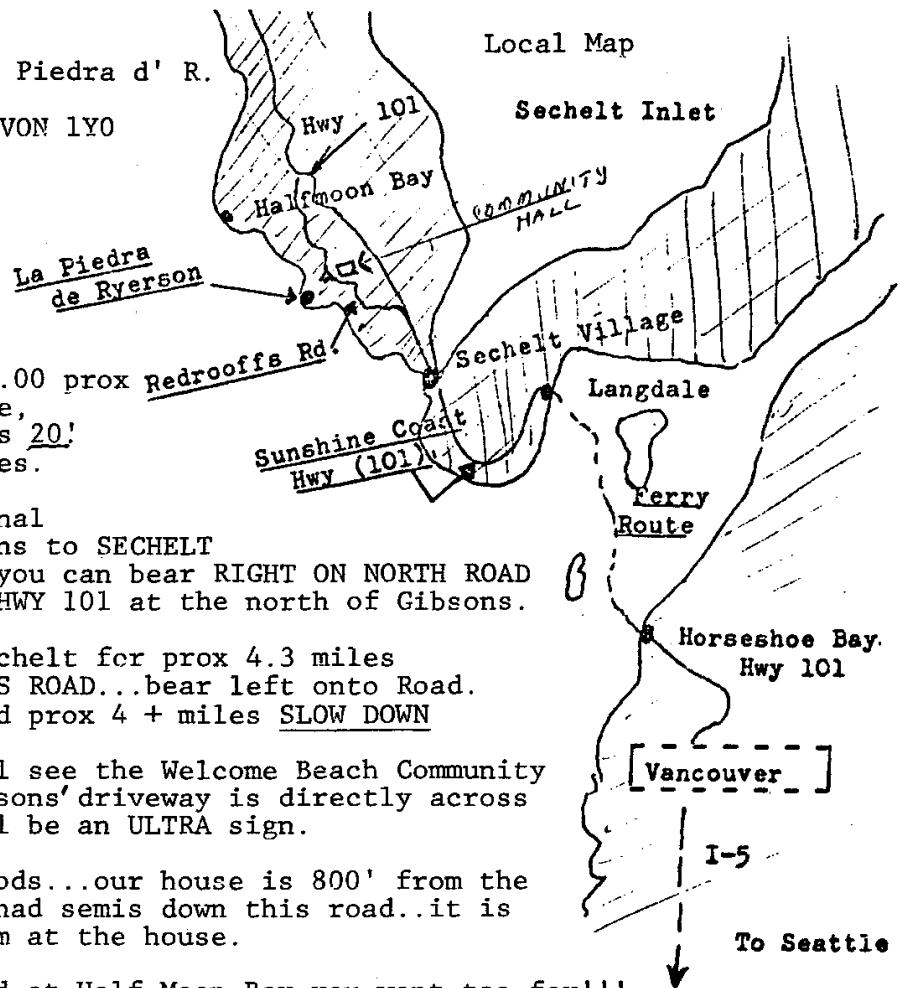 Local Map
Piedra d' R.
Sechelt Inlet
VON 1Y0
Hwy 101
Halfmoon Bay
COMMUNITY
HALL
La Piedra
de Ryerson
Sechelt Village
.00 prox
Redrooffs Rd.
Langdale
e,
s 20!
es.
Sunshine Coast
Hwy (101)
Ferry
Route
nal
ns to SECHELT
you can bear RIGHT ON NORTH ROAD
HWY 101 at the north of Gibsons.
Horseshoe Bay.
Hwy 101
chelt for prox 4.3 miles
S ROAD...bear left onto Road.
d prox 4 + miles SLOW DOWN
Vancouver
l see the Welcome Beach Community
sons' driveway is directly across
l be an ULTRA sign.
I-5
ods...our house is 800' from the
had semis down this road..it is
m at the house.
To Seattle
d at Half Moon Bay you went too far!!!